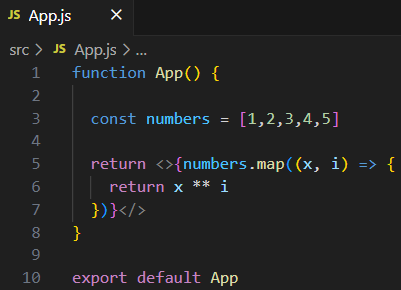 JS App.js ×
src > JS App.js > ...
1 function App() {
2
3 const numbers = [1,2,3,4,5]
4
5 return <>{numbers.map((x, i) => {
6 return x ** i
7 })}</>
8 }
9
10 export default App